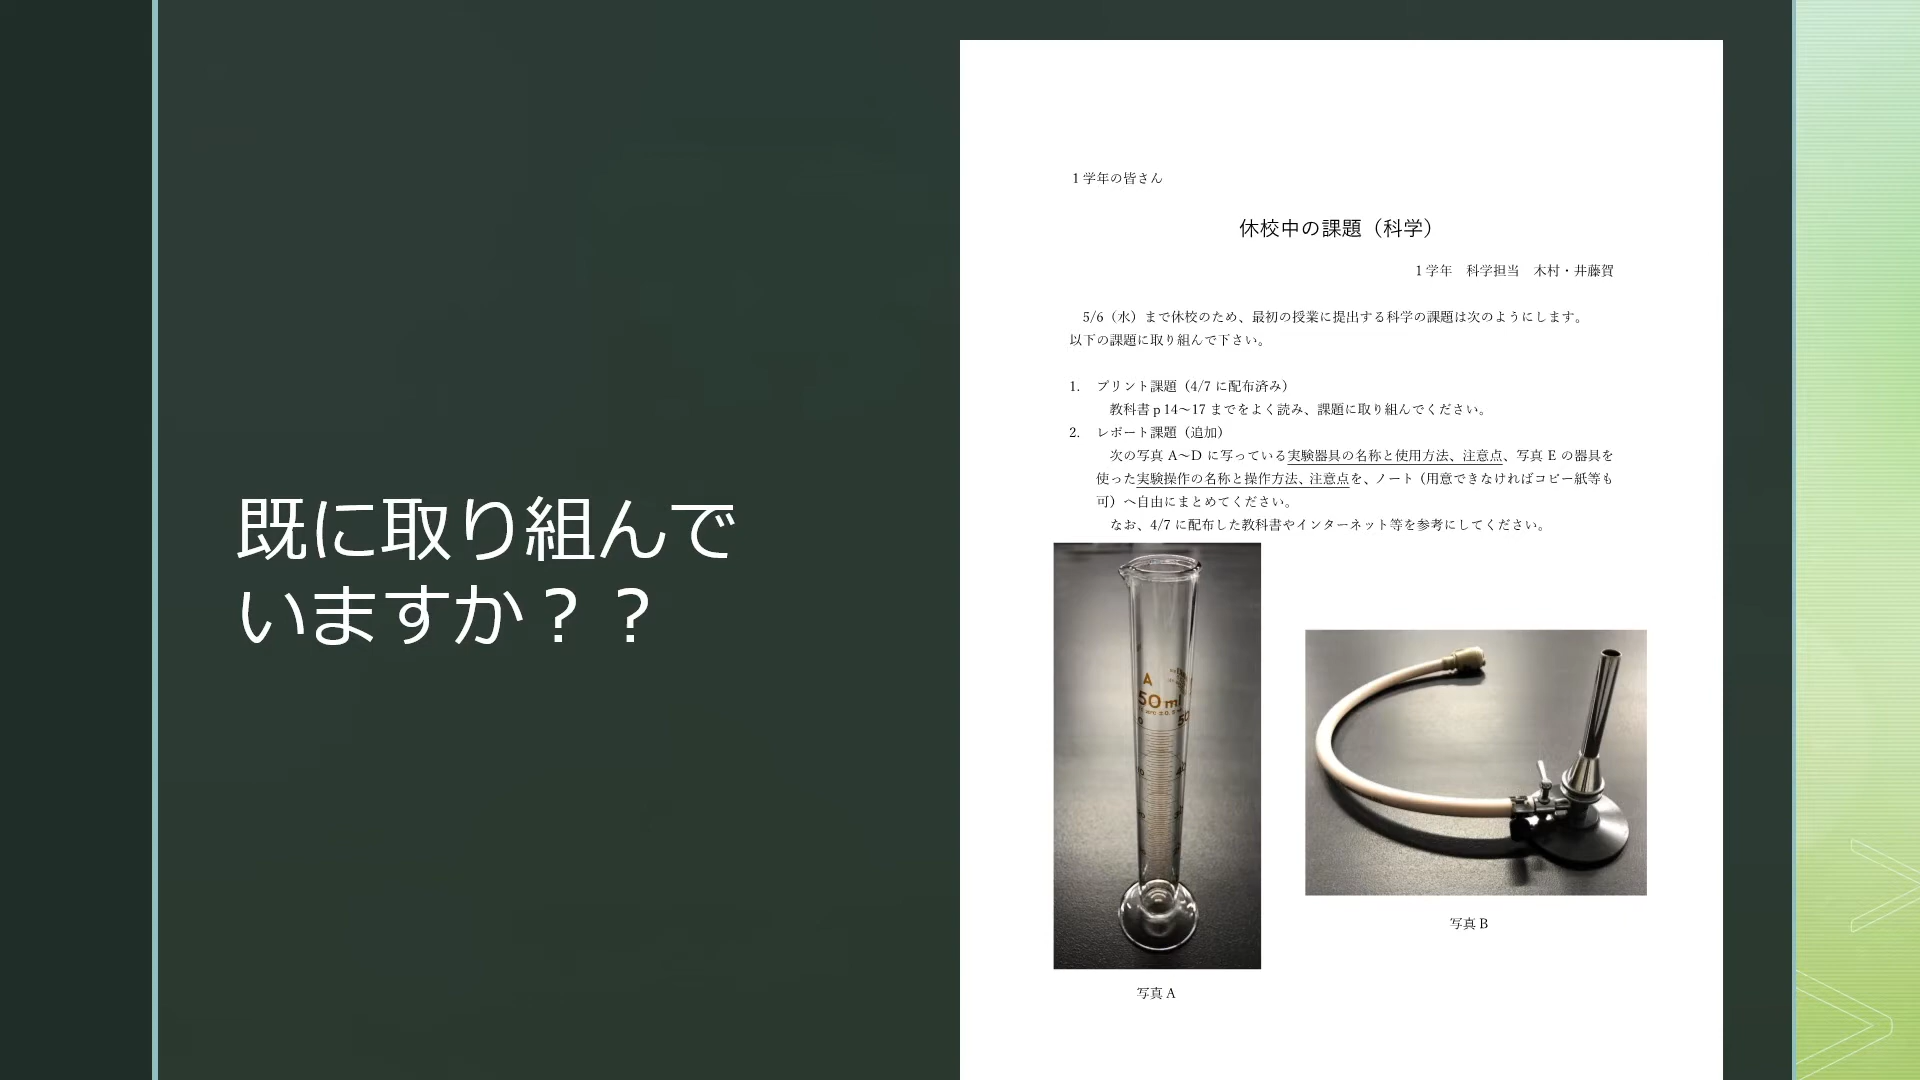 既に取り組んで
いますか？？
1 学年の皆さん
休校中の課題（科学）
1 学年　科学担当　木村・井藤賀
5/6（水）まで休校のため、最初の授業に提出する科学の課題は次のようにします。
以下の課題に取り組んで下さい。
1.　プリント課題（4/7 に配布済み）
教科書 p 14～17 までをよく読み、課題に取り組んでください。
2.　レポート課題（追加）
次の写真 A～D に写っている実験器具の名称と使用方法、注意点、写真 E の器具を
使った実験操作の名称と操作方法、注意点を、ノート（用意できなければコピー紙等も
可）へ自由にまとめてください。
なお、4/7 に配布した教科書やインターネット等を参考にしてください。
A
50 ml
50
写真 A
写真 B